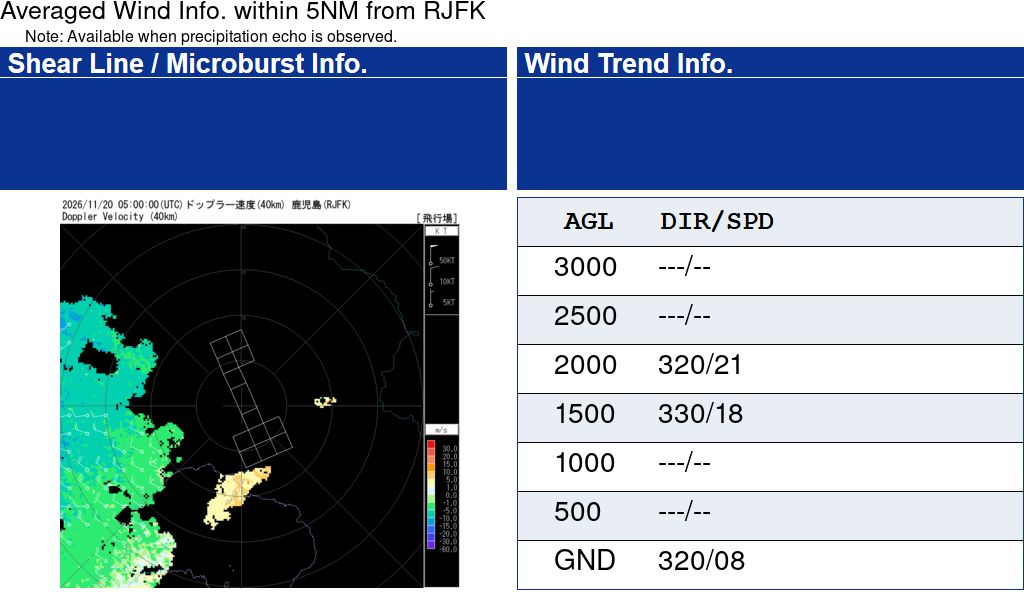 Averaged Wind Info. within 5NM from RJFK
Note: Available when precipitation echo is observed.
Shear Line / Microburst Info.
Wind Trend Info.
2026/11/20 05:00:00(UTC) ドップラー速度(40km) 鹿児島(RJFK)
Doppler Velocity (40km)
[飛行場]
KT
50KT
10KT
5KT
m/s
30.0
20.0
15.0
10.0
5.0
1.0
0.0
-1.0
-5.0
-10.0
-15.0
-20.0
-30.0
-60.0
AGL DIR/SPD
3000 ---/--
2500 ---/--
2000 320/21
1500 330/18
1000 ---/--
500 ---/--
GND 320/08